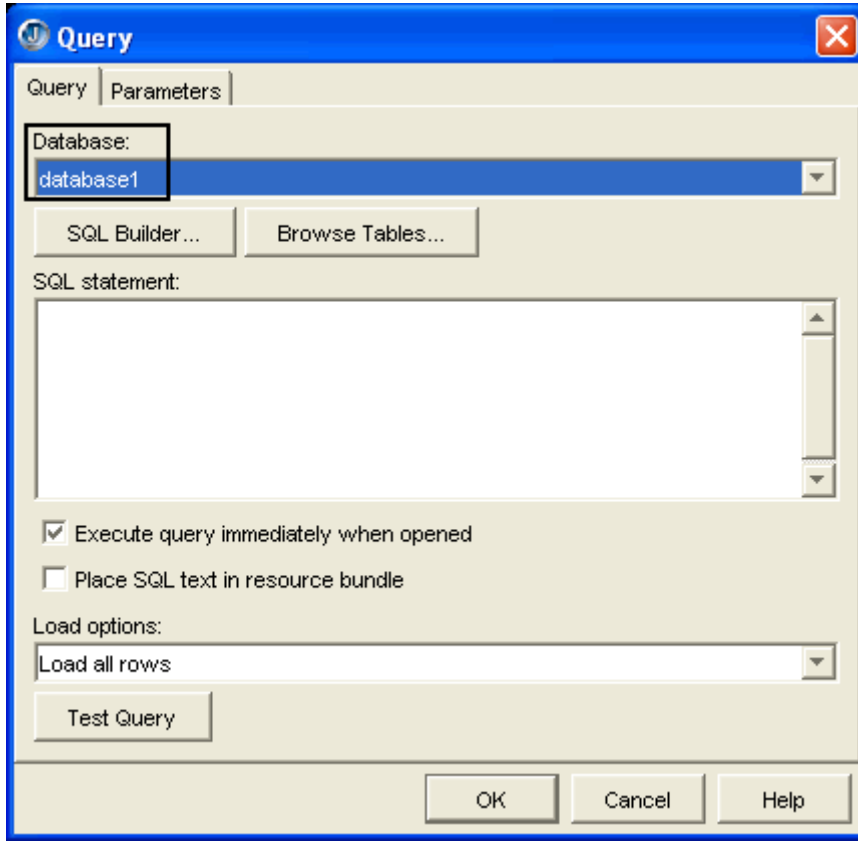 Query
Query Parameters
Database:
database1
SQL Builder... Browse Tables...
SQL statement:
Execute query immediately when opened
Place SQL text in resource bundle
Load options:
Load all rows
Test Query
OK Cancel Help